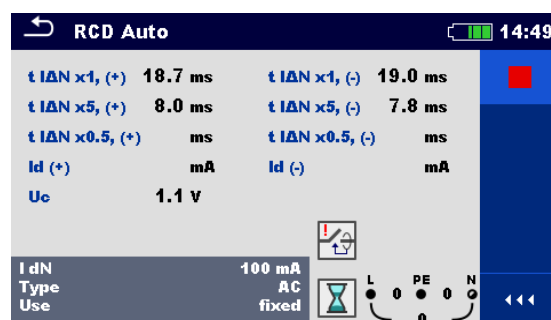 RCD Auto 14:49
t IΔN x1, (+) 18.7 ms t IΔN x1, (-) 19.0 ms
t IΔN x5, (+) 8.0 ms t IΔN x5, (-) 7.8 ms
t IΔN x0.5, (+) ms t IΔN x0.5, (-) ms
Id (+) mA Id (-) mA
Uc 1.1 V
I dN 100 mA
Type AC
Use fixed
L PE N
0 0
0